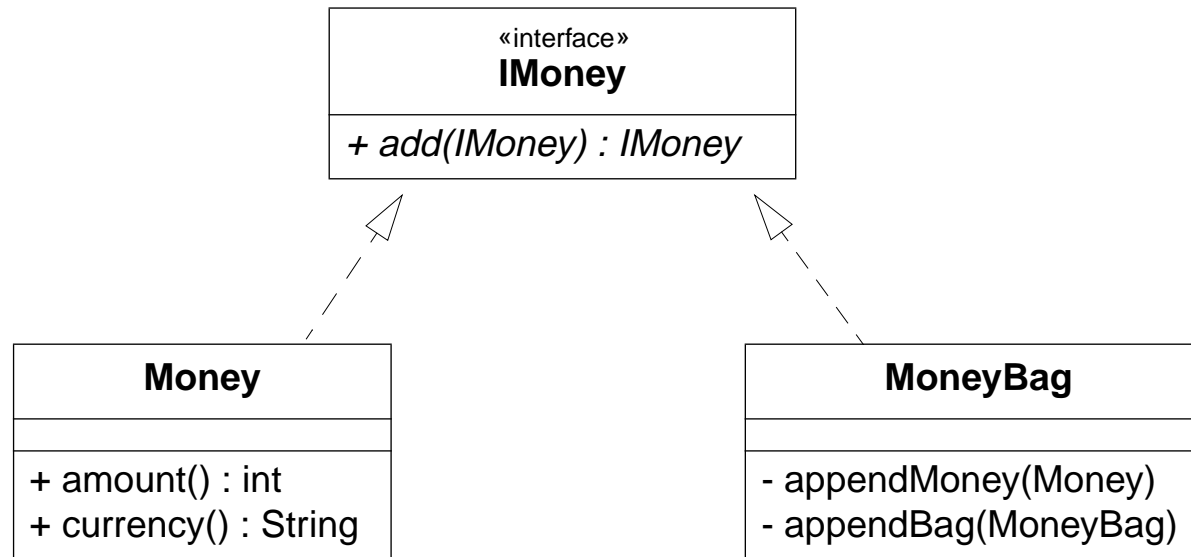 «interface»
IMoney
+ add(IMoney) : IMoney
Money
+ amount() : int
+ currency() : String
MoneyBag
- appendMoney(Money)
- appendBag(MoneyBag)